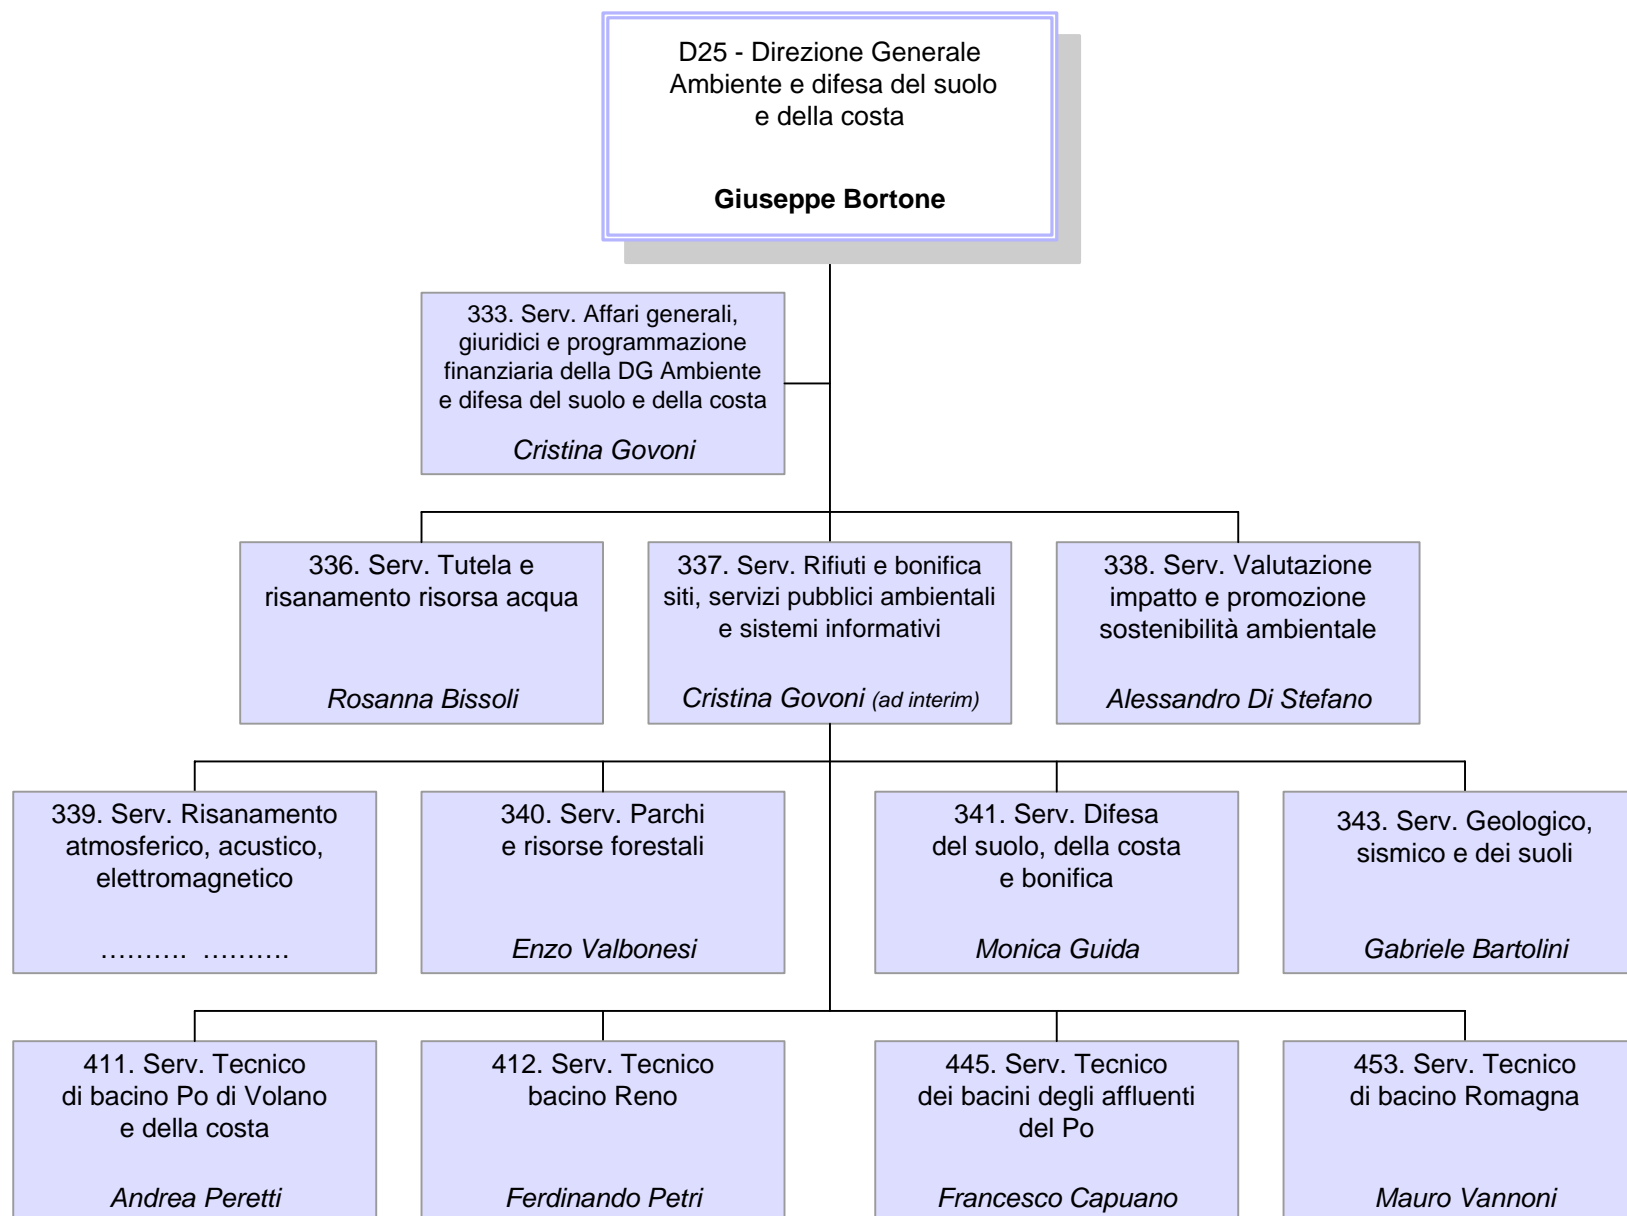 D25 - Direzione Generale
Ambiente e difesa del suolo
e della costa
Giuseppe Bortone
333. Serv. Affari generali,
giuridici e programmazione
finanziaria della DG Ambiente
e difesa del suolo e della costa
Cristina Govoni
336. Serv. Tutela e
risanamento risorsa acqua
Rosanna Bissoli
337. Serv. Rifiuti e bonifica
siti, servizi pubblici ambientali
e sistemi informativi
Cristina Govoni (ad interim)
338. Serv. Valutazione
impatto e promozione
sostenibilità ambientale
Alessandro Di Stefano
339. Serv. Risanamento
atmosferico, acustico,
elettromagnetico
………. ……….
340. Serv. Parchi
e risorse forestali
Enzo Valbonesi
341. Serv. Difesa
del suolo, della costa
e bonifica
Monica Guida
343. Serv. Geologico,
sismico e dei suoli
Gabriele Bartolini
411. Serv. Tecnico
di bacino Po di Volano
e della costa
Andrea Peretti
412. Serv. Tecnico
bacino Reno
Ferdinando Petri
445. Serv. Tecnico
dei bacini degli affluenti
del Po
Francesco Capuano
453. Serv. Tecnico
di bacino Romagna
Mauro Vannoni